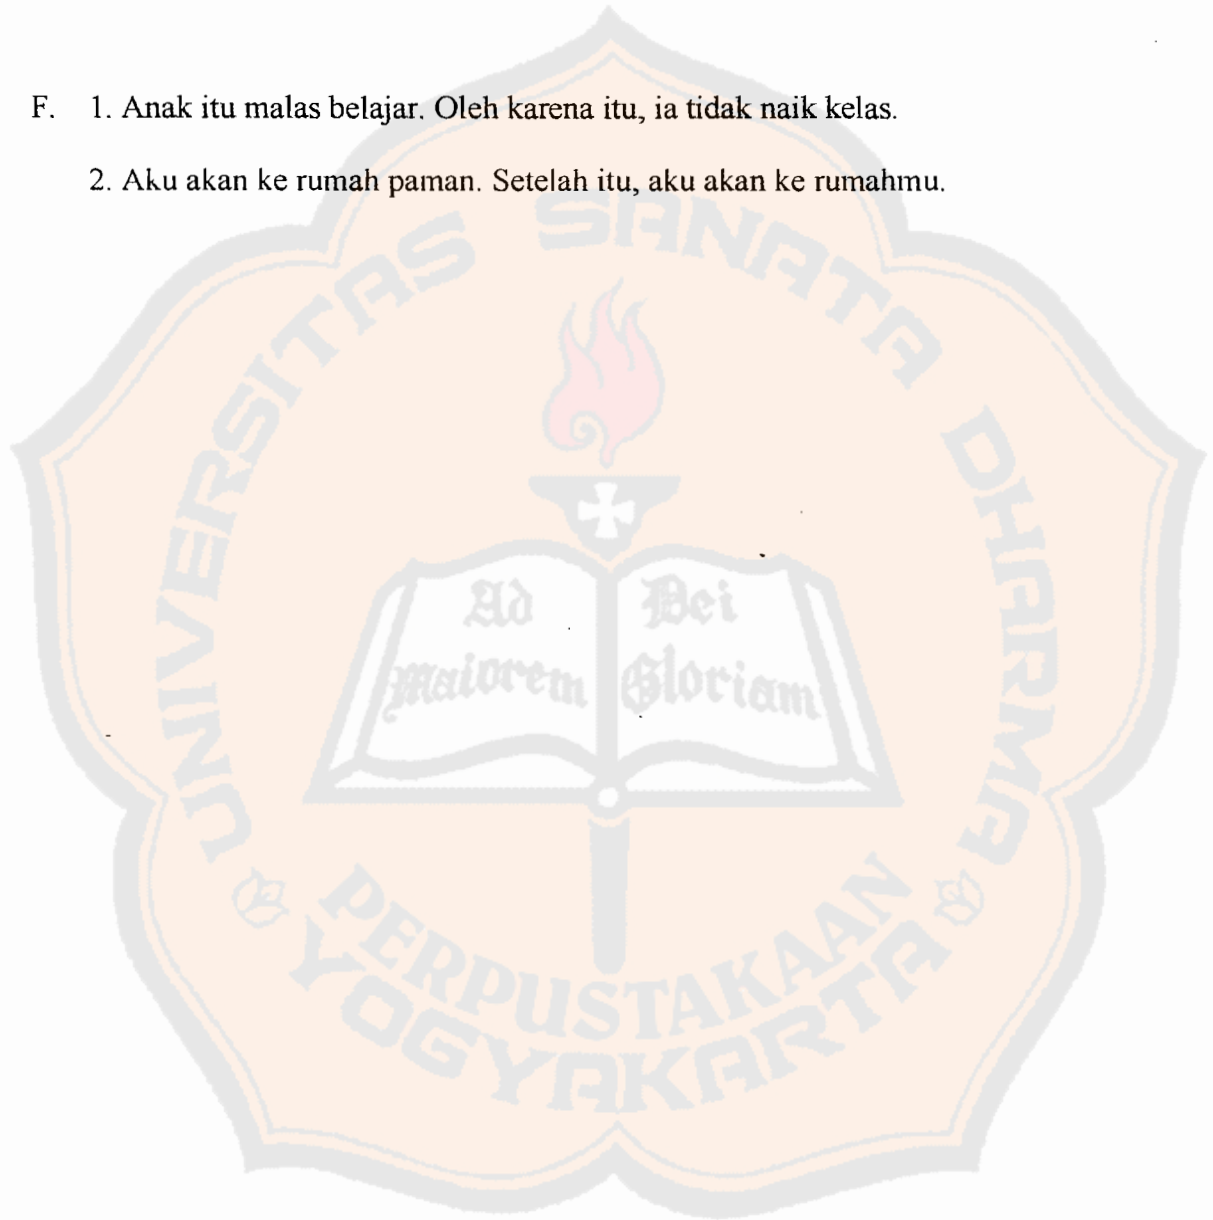 F. 1. Anak itu malas belajar. Oleh karena itu, ia tidak naik kelas.
2. Aku akan ke rumah paman. Setelah itu, aku akan ke rumahmu.
UNIVERSITAS SANATA DHARMA
Ad Dei
maiorem Gloriam
PERPUSTAKAAN
YOGYAKARTA